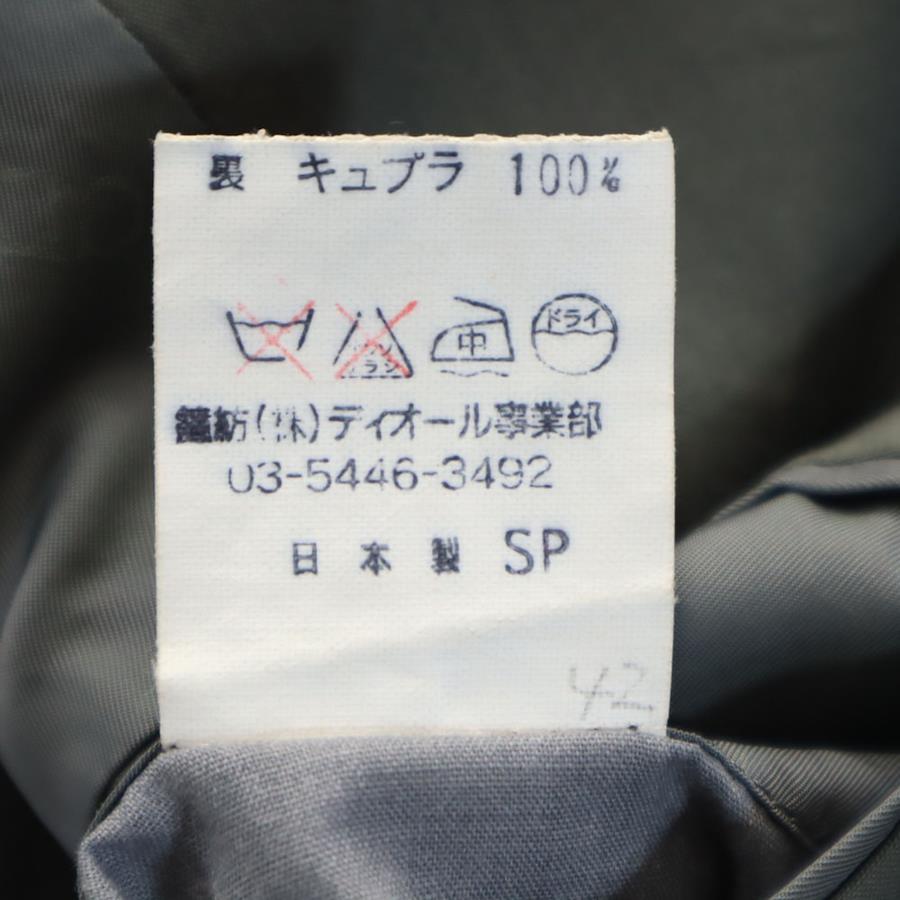 裏 キュプラ 100%
中 ドライ
鐘紡(株)ディオール事業部
03-5446-3492
日本製 SP
42